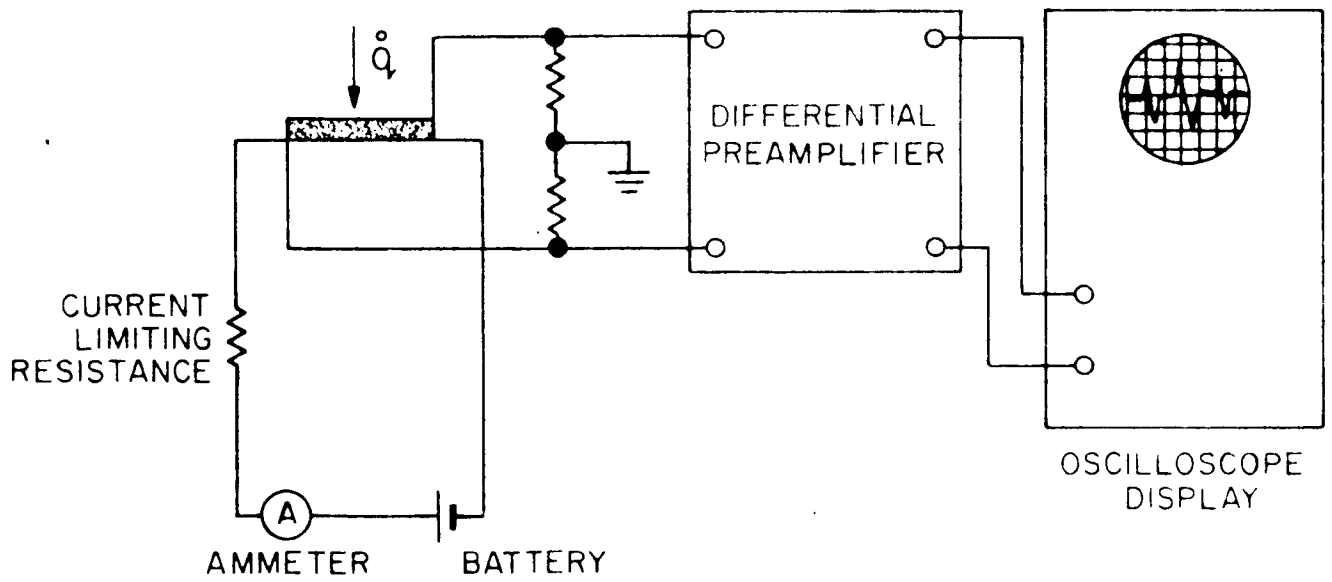 q̊
DIFFERENTIAL
PREAMPLIFIER
CURRENT
LIMITING
RESISTANCE
OSCILLOSCOPE
DISPLAY
A
AMMETER
BATTERY